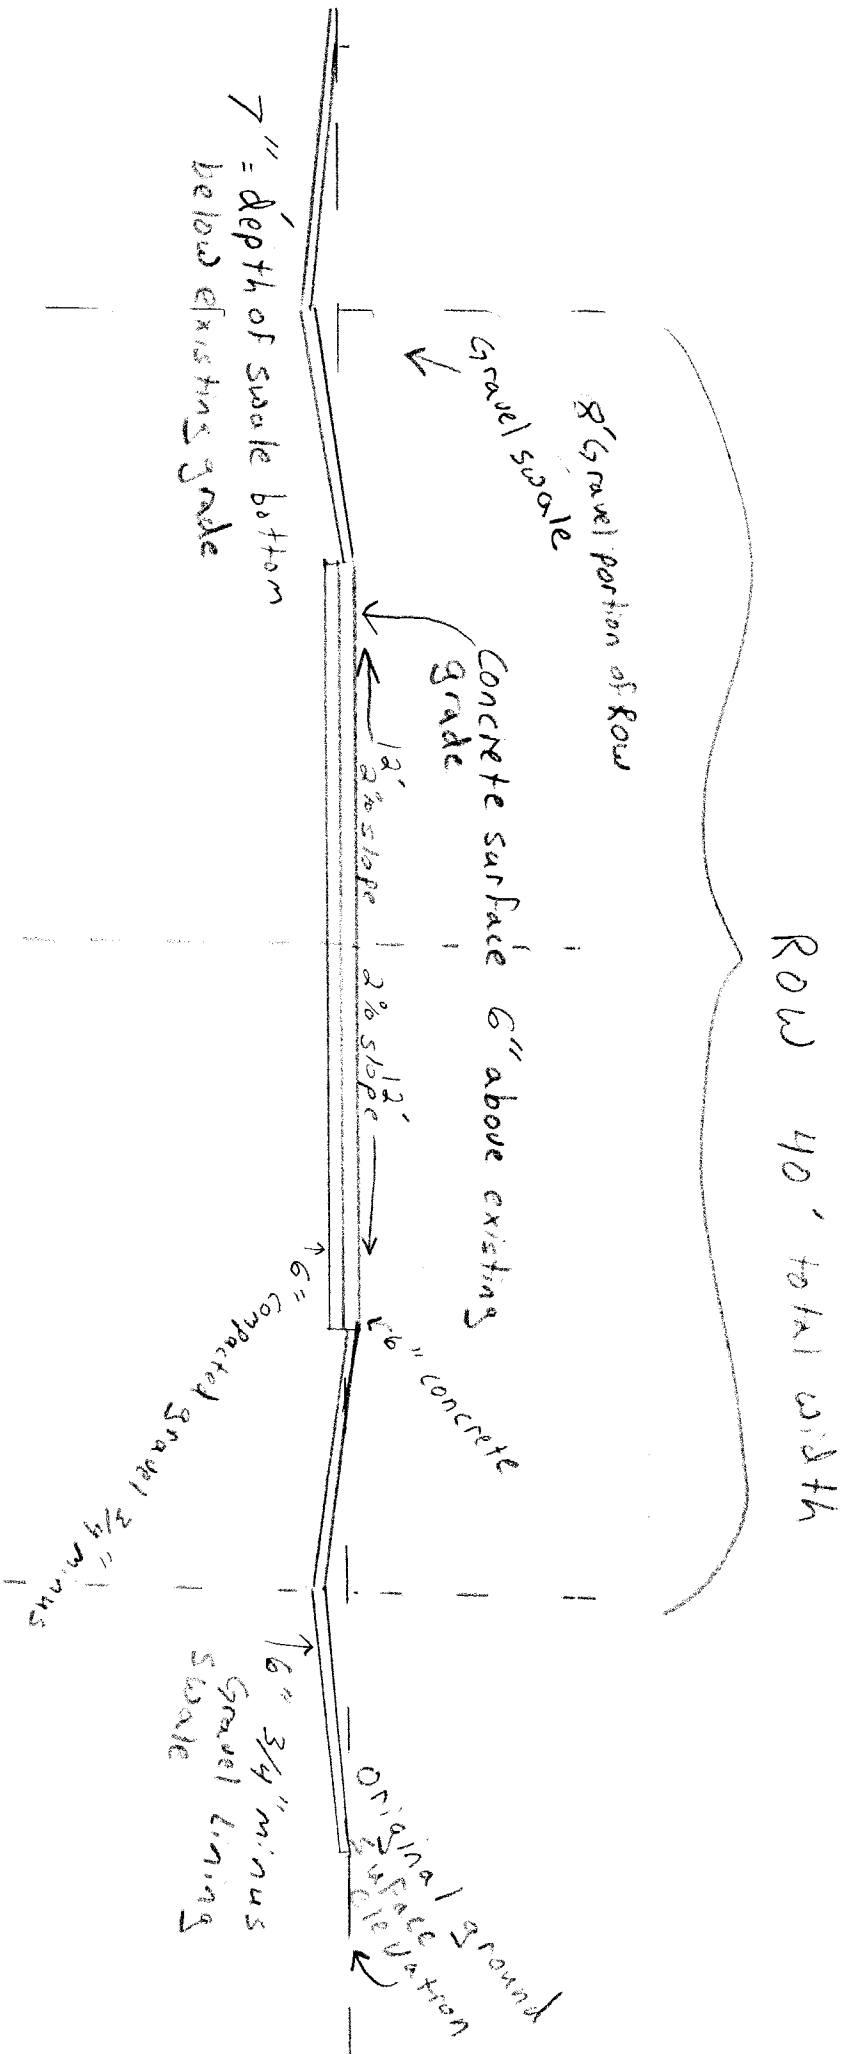 ROW 40' total width
8' Gravel portion of Row
Gravel swale
Concrete surface 6" above existing
grade
12'
2% slope
12'
2% slope
6" concrete
original ground
surface
elevation
7" = depth of swale bottom
below existing grade
6" compacted gravel 3/4" minus
6" 3/4" minus
Gravel Lining
swale